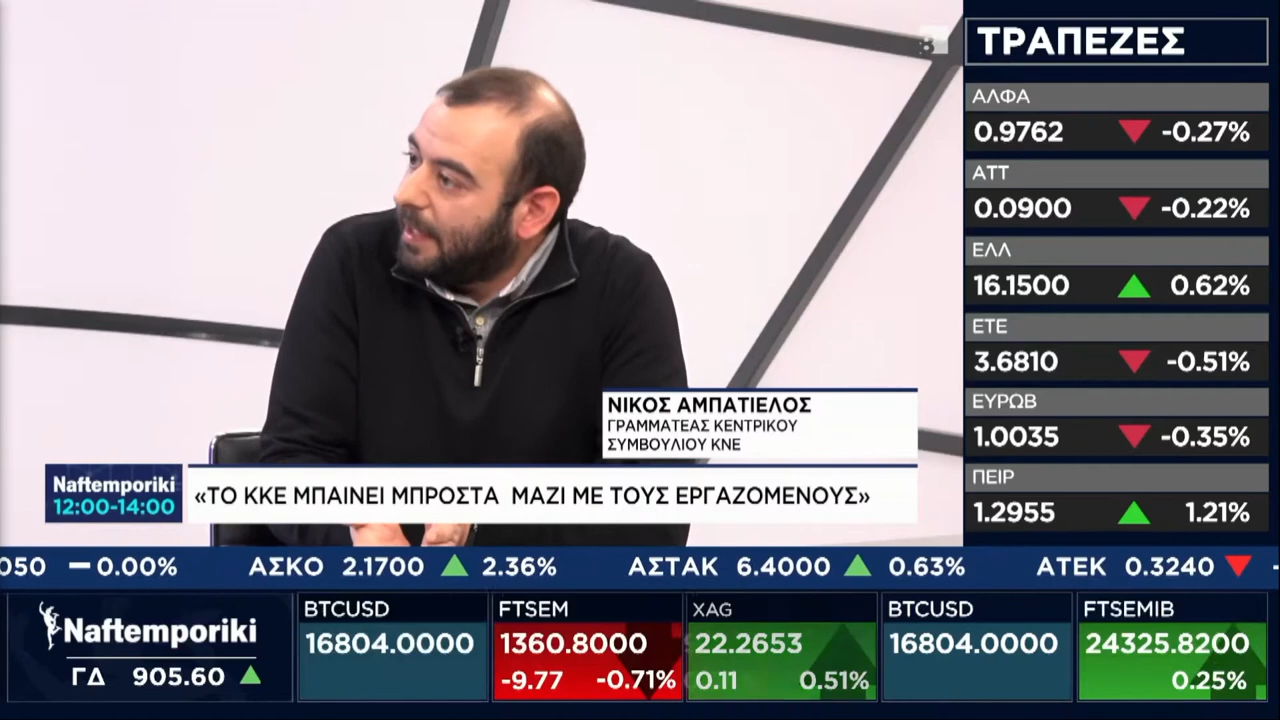 ΤΡΑΠΕΖΕΣ
ΑΛΦΑ
0.9762 -0.27%
ΑΤΤ
0.0900 -0.22%
ΕΛΛ
16.1500 0.62%
ΕΤΕ
3.6810 -0.51%
ΕΥΡΩΒ
1.0035 -0.35%
ΠΕΙΡ
1.2955 1.21%
ΝΙΚΟΣ ΑΜΠΑΤΙΕΛΟΣ
ΓΡΑΜΜΑΤΕΑΣ ΚΕΝΤΡΙΚΟΥ
ΣΥΜΒΟΥΛΙΟΥ ΚΝΕ
Naftemporiki
12:00-14:00
«ΤΟ ΚΚΕ ΜΠΑΙΝΕΙ ΜΠΡΟΣΤΑ ΜΑΖΙ ΜΕ ΤΟΥΣ ΕΡΓΑΖΟΜΕΝΟΥΣ»
050 0.00% ΑΣΚΟ 2.1700 2.36% ΑΣΤΑΚ 6.4000 0.63% ΑΤΕΚ 0.3240 -
Naftemporiki
ΓΔ 905.60
BTCUSD
16804.0000
FTSEM
1360.8000
-9.77 -0.71%
XAG
22.2653
0.11 0.51%
BTCUSD
16804.0000
FTSEMIB
24325.8200
0.25%